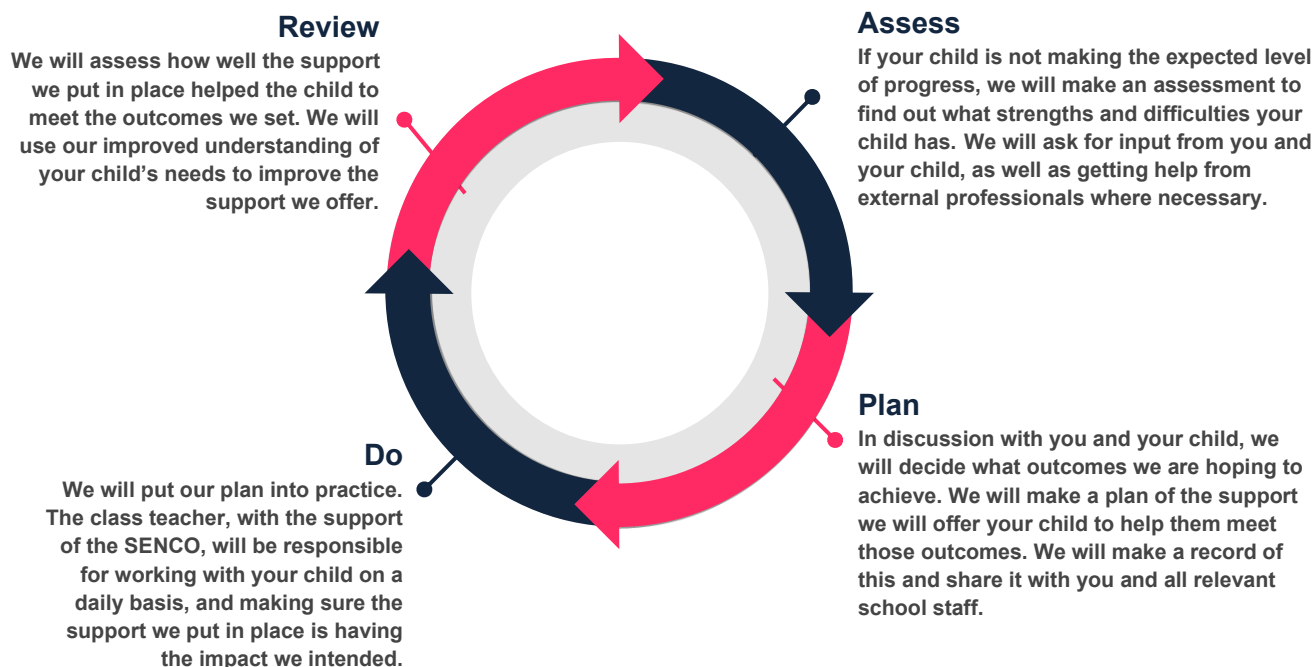 Review
We will assess how well the support
we put in place helped the child to
meet the outcomes we set. We will
use our improved understanding of
your child’s needs to improve the
support we offer.
Assess
If your child is not making the expected level
of progress, we will make an assessment to
find out what strengths and difficulties your
child has. We will ask for input from you and
your child, as well as getting help from
external professionals where necessary.
Plan
In discussion with you and your child, we
will decide what outcomes we are hoping to
achieve. We will make a plan of the support
we will offer your child to help them meet
those outcomes. We will make a record of
this and share it with you and all relevant
school staff.
Do
We will put our plan into practice.
The class teacher, with the support
of the SENCO, will be responsible
for working with your child on a
daily basis, and making sure the
support we put in place is having
the impact we intended.